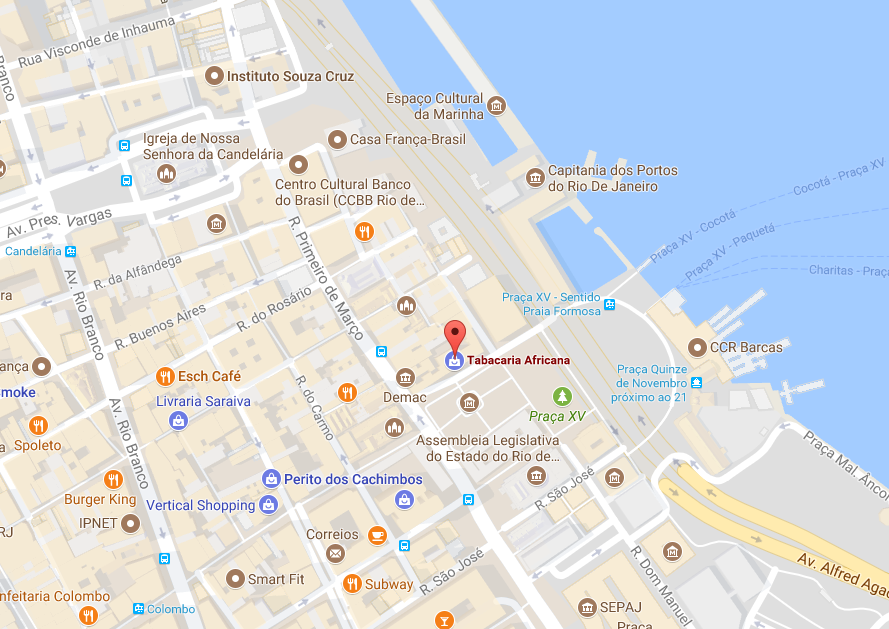 Rua Visconde de Inhauma
Branco
Instituto Souza Cruz
Espaço Cultural
da Marinha
Igreja de Nossa
Senhora da Candelária
Casa França-Brasil
Capitania dos Portos
do Rio De Janeiro
Centro Cultural Banco
do Brasil (CCBB Rio de…
Cocotá - Praça XV
Av. Pres. Vargas
Praça XV - Cocotá
Praça XV - Paquetá
Candelária
R. da Alfândega
R. Primeiro de Março
Charitas - Praça
Av. Rio Branco
ra
R. Buenos Aires
R. do Rosário
Praça XV - Sentido
Praia Formosa
Tabacaria Africana
CCR Barcas
ança
Esch Café
Praça Quinze
de Novembro
próximo ao 21
moke
Livraria Saraiva
R. do Carmo
Demac
Praça XV
Av. Rio Branco
Spoleto
Assembleia Legislativa
do Estado do Rio de…
Praça Mal. Âncor
Perito dos Cachimbos
Burger King
Vertical Shopping
R. São José
IPNET
RJ
Correios
R. São José
R. Dom Manuel
Av. Alfred Agac
Smart Fit
Subway
nfeitaria Colombo
Colombo
SEPAJ
Praça